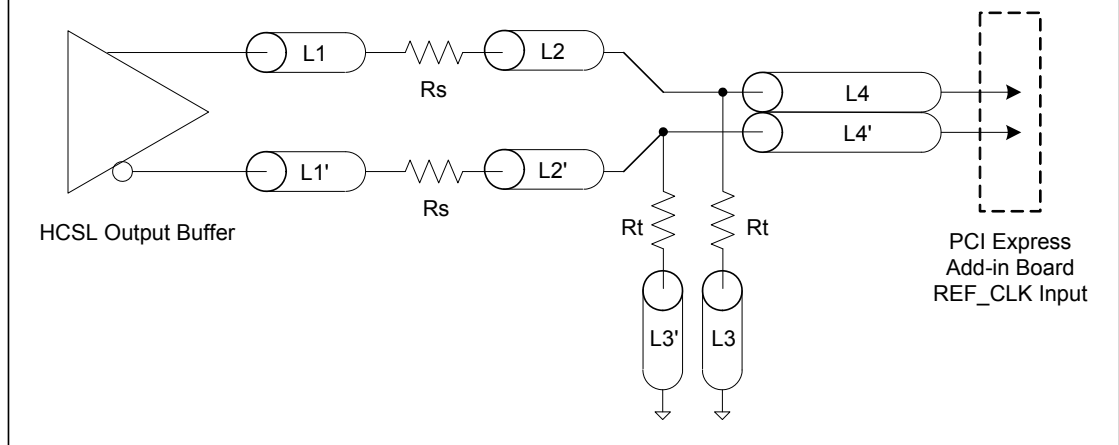 L1
Rs
L2
L4
L4'
L1'
Rs
L2'
HCSL Output Buffer
Rt
Rt
L3'
L3
PCI Express
Add-in Board
REF_CLK Input